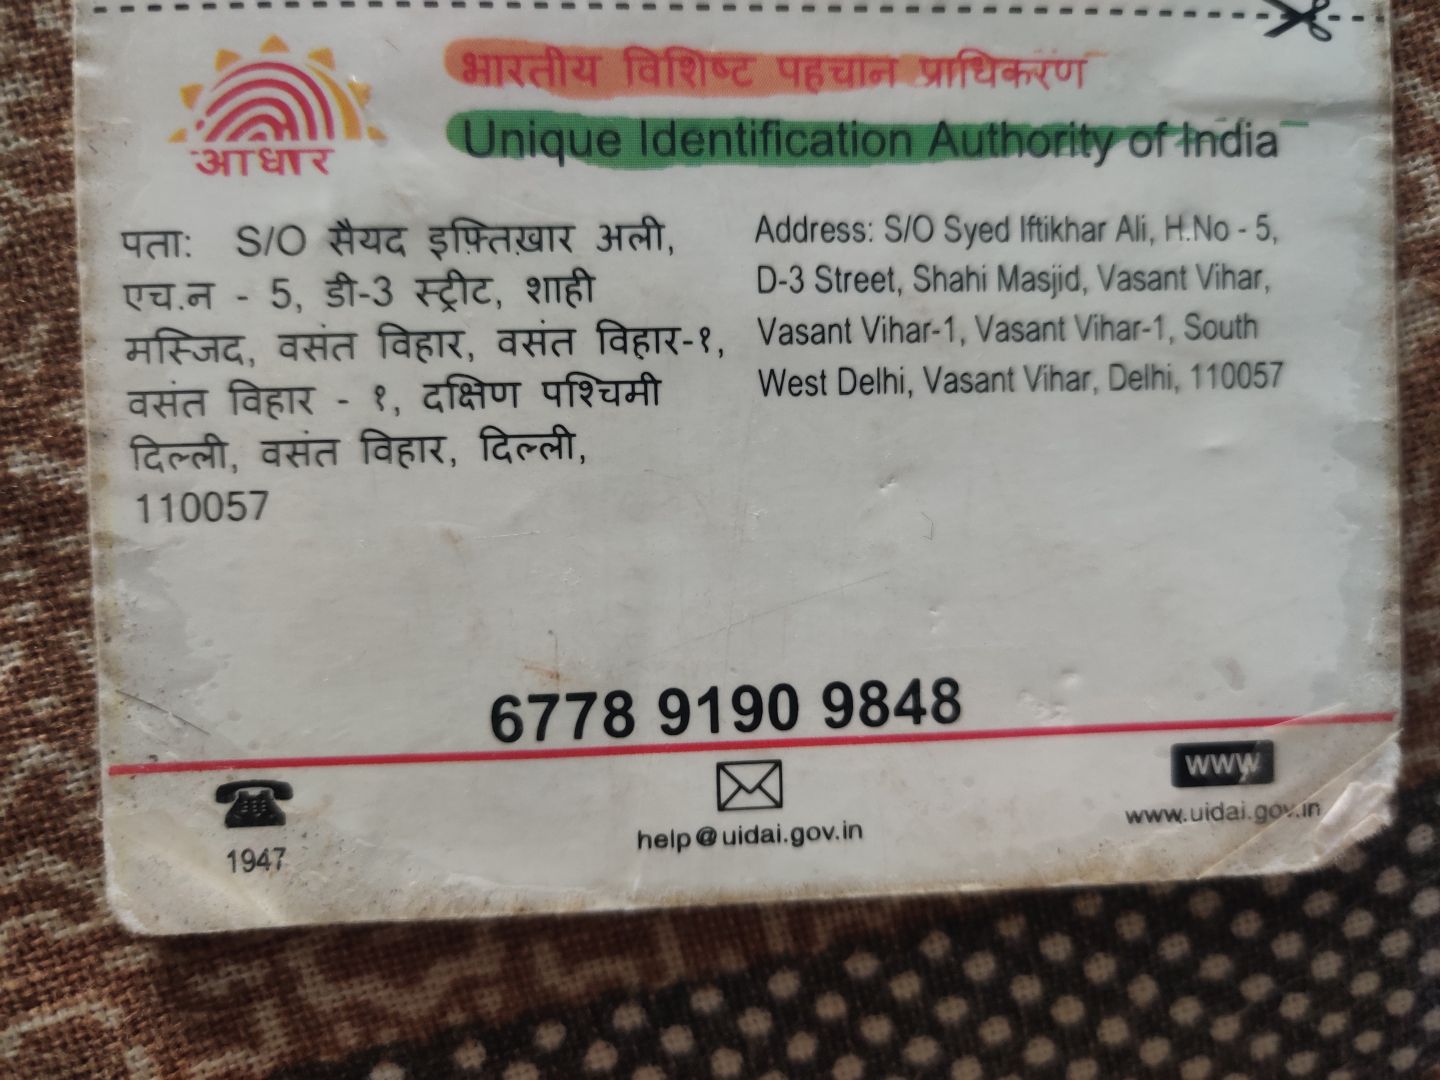 आधार
भारतीय विशिष्ट पहचान प्राधिकरण
Unique Identification Authority of India
पता: S/O सैयद इफ़्तिख़ार अली,
एच.न - 5, डी-3 स्ट्रीट, शाही
मस्जिद, वसंत विहार, वसंत विहार-१,
वसंत विहार - १, दक्षिण पश्चिमी
दिल्ली, वसंत विहार, दिल्ली,
110057
Address: S/O Syed Iftikhar Ali, H.No - 5,
D-3 Street, Shahi Masjid, Vasant Vihar,
Vasant Vihar-1, Vasant Vihar-1, South
West Delhi, Vasant Vihar, Delhi, 110057
6778 9190 9848
1947
help@uidai.gov.in
www
www.uidai.gov.in